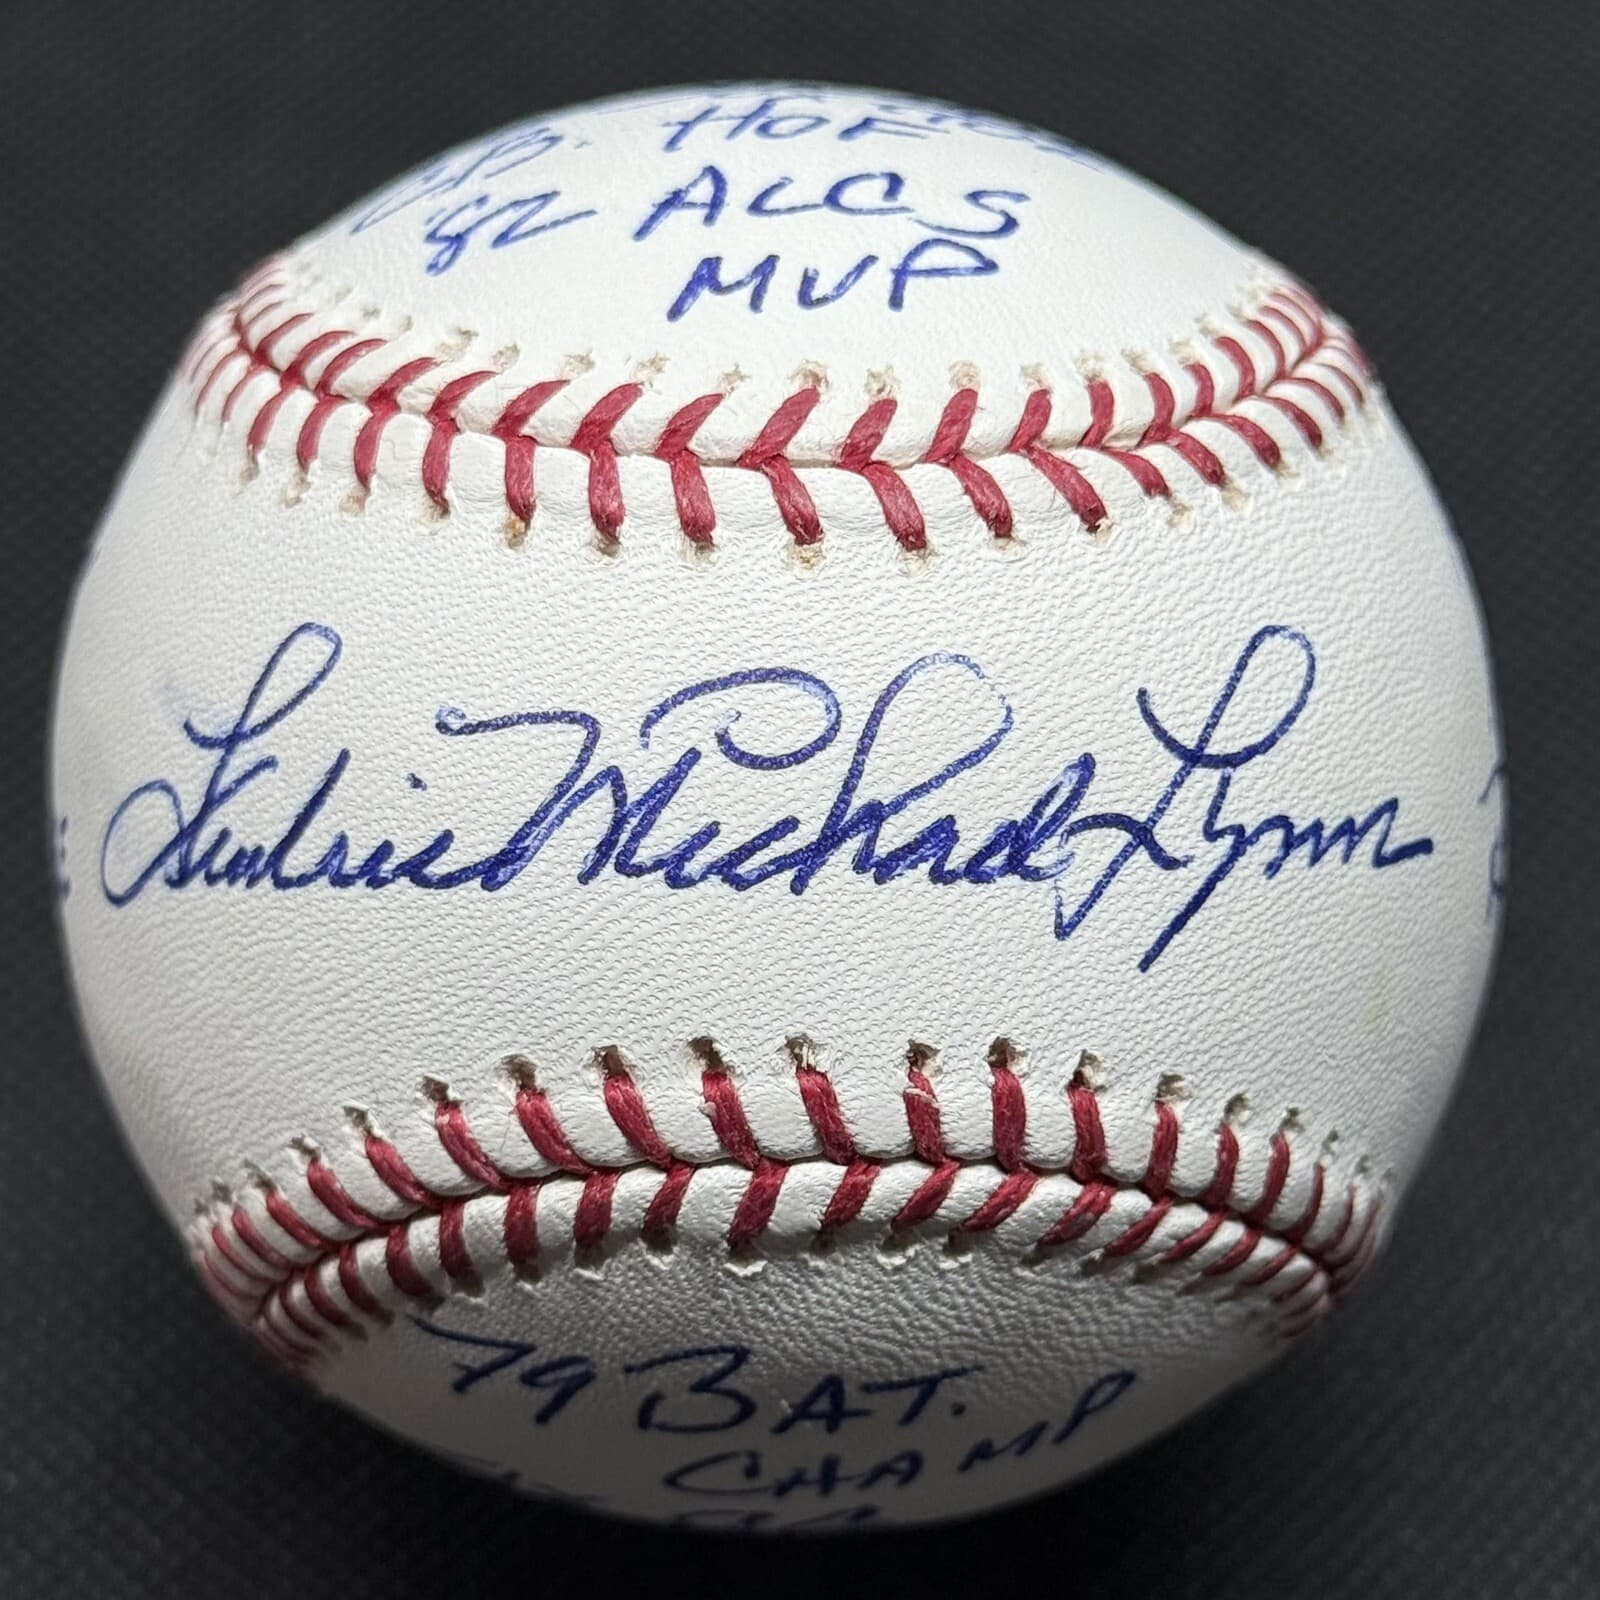 C.B. HOF
'82 ALCS
MVP
Fredric Michael Lynn
79 BAT.
CHAMP